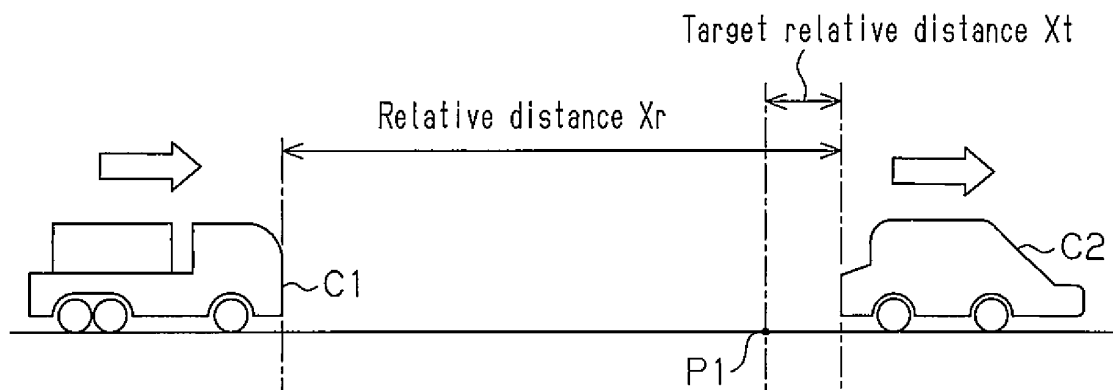 Target relative distance Xt
Relative distance Xr
C1
C2
P1